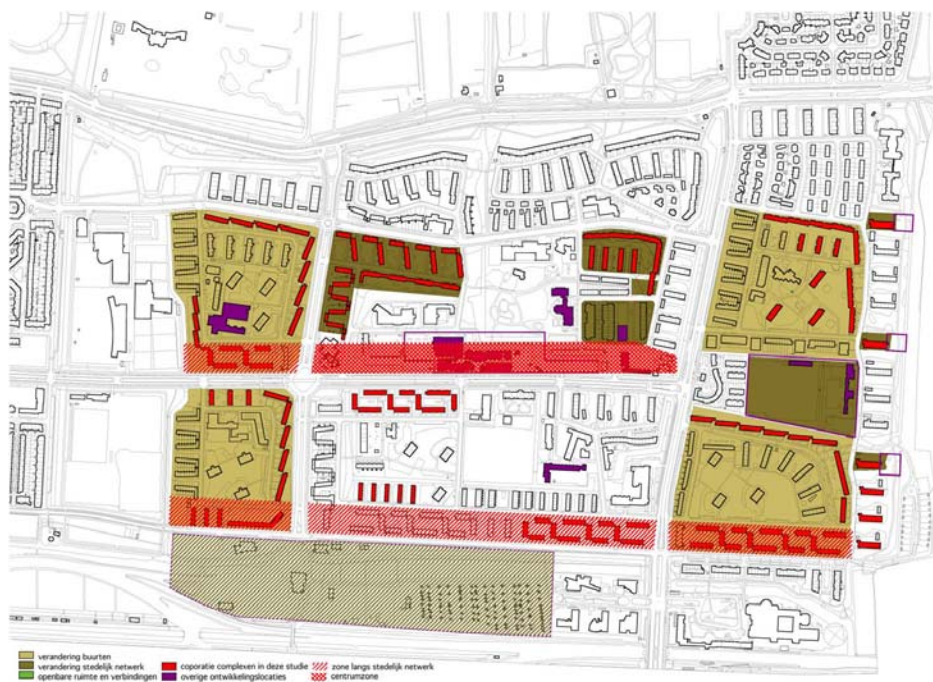 verandering buurten
verandering stedelijk netwerk
openbare ruimte en verbindingen
coporatie complexen in deze studie
overige ontwikkelingslocaties
zone langs stedelijk netwerk
centrumzone